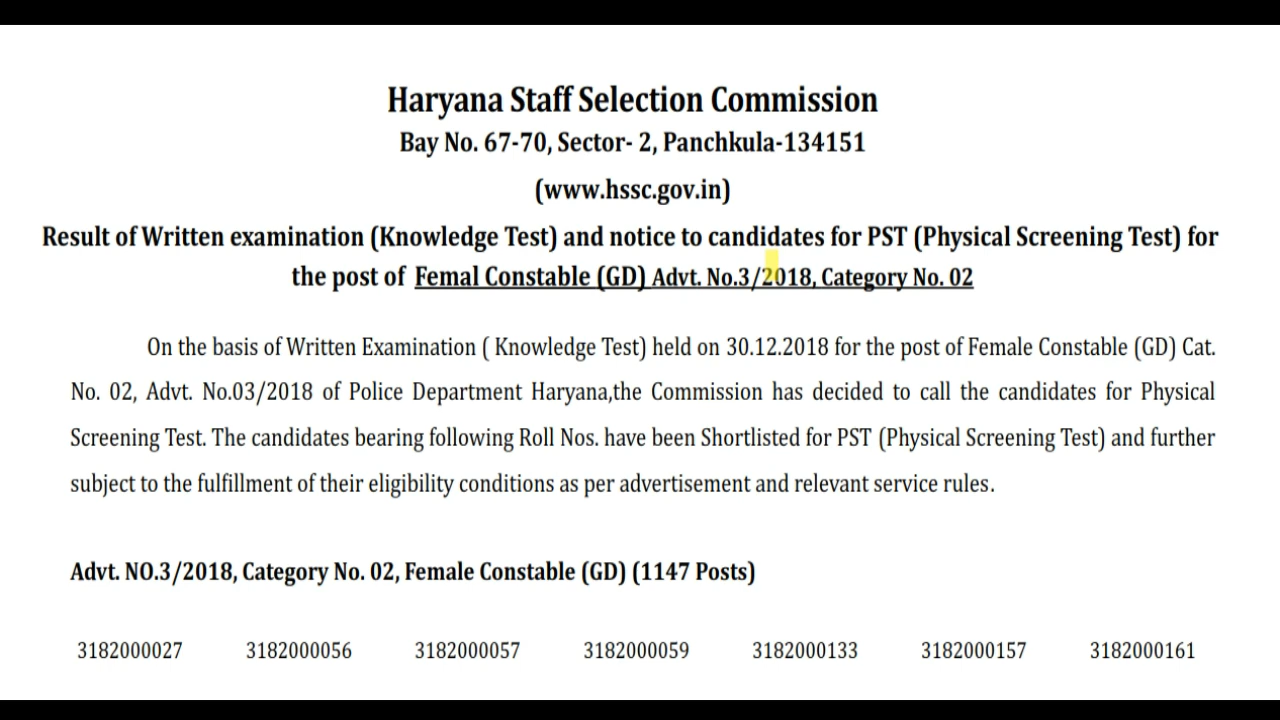 Haryana Staff Selection Commission
Bay No. 67-70, Sector- 2, Panchkula-134151
(www.hssc.gov.in)
Result of Written examination (Knowledge Test) and notice to candidates for PST (Physical Screening Test) for
the post of Femal Constable (GD) Advt. No.3/2018, Category No. 02
On the basis of Written Examination ( Knowledge Test) held on 30.12.2018 for the post of Female Constable (GD) Cat.
No. 02, Advt. No.03/2018 of Police Department Haryana,the Commission has decided to call the candidates for Physical
Screening Test. The candidates bearing following Roll Nos. have been Shortlisted for PST (Physical Screening Test) and further
subject to the fulfillment of their eligibility conditions as per advertisement and relevant service rules.
Advt. NO.3/2018, Category No. 02, Female Constable (GD) (1147 Posts)
3182000027 3182000056 3182000057 3182000059 3182000133 3182000157 3182000161